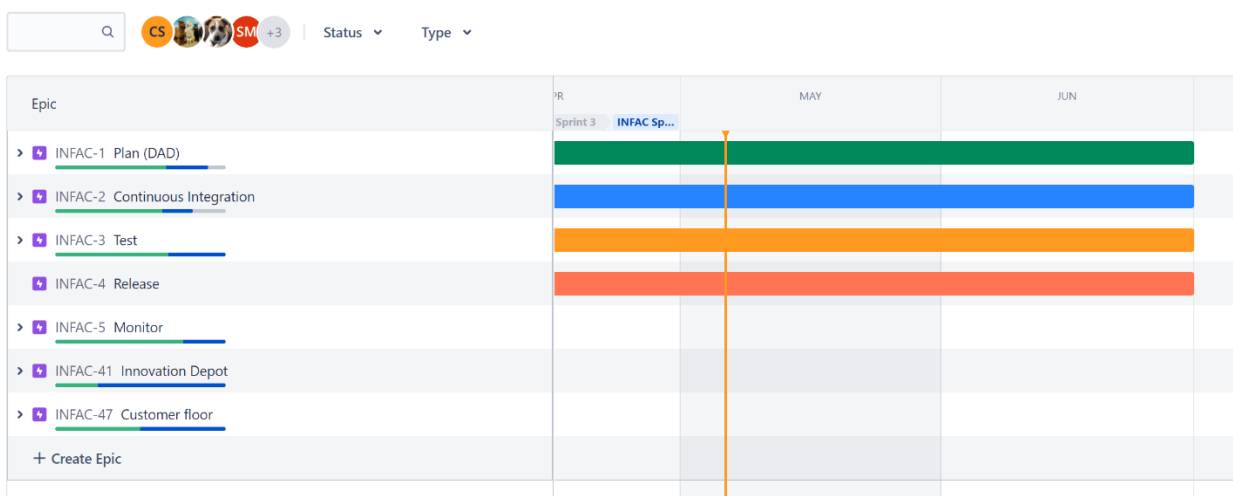 CS SM +3 Status Type
Epic
PR MAY JUN
Sprint 3 INFAC Sp...
INFAC-1 Plan (DAD)
INFAC-2 Continuous Integration
INFAC-3 Test
INFAC-4 Release
INFAC-5 Monitor
INFAC-41 Innovation Depot
INFAC-47 Customer floor
+ Create Epic